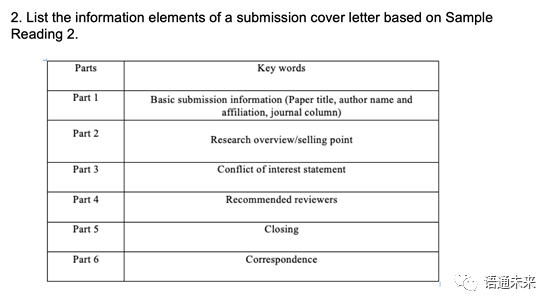 2. List the information elements of a submission cover letter based on Sample
Reading 2.
Parts Key words
Part 1 Basic submission information (Paper title, author name and
affiliation, journal column)
Part 2 Research overview/selling point
Part 3 Conflict of interest statement
Part 4 Recommended reviewers
Part 5 Closing
Part 6 Correspondence
语通未来